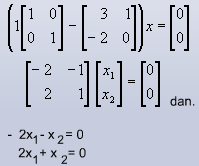 (1[1 0; 0 1] - [3 1; -2 0]) x = [0; 0]
[-2 -1; 2 1] [x₁; x₂] = [0; 0] dan.
- 2x₁ - x₂ = 0
2x₁ + x₂ = 0